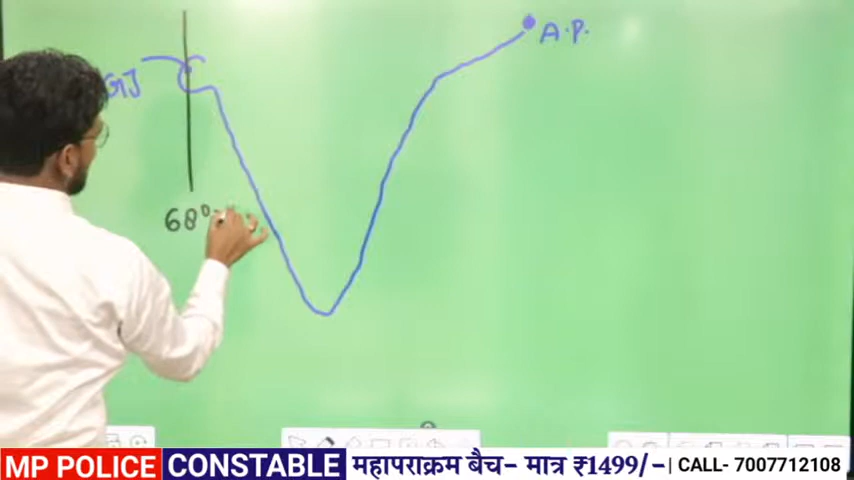 A.P.
GJ
68°
MP POLICE CONSTABLE महापराक्रम बैच- मात्र ₹1499/-| CALL- 7007712108